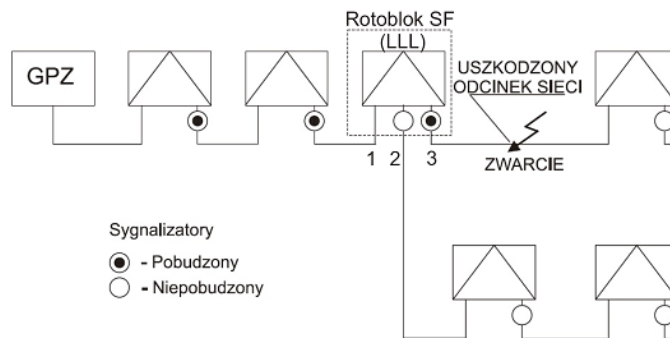 Rotoblok SF
(LLL)
GPZ
USZKODZONY
ODCINEK SIECI
1 2 3
ZWARCIE
Sygnalizatory
- Pobudzony
- Niepobudzony